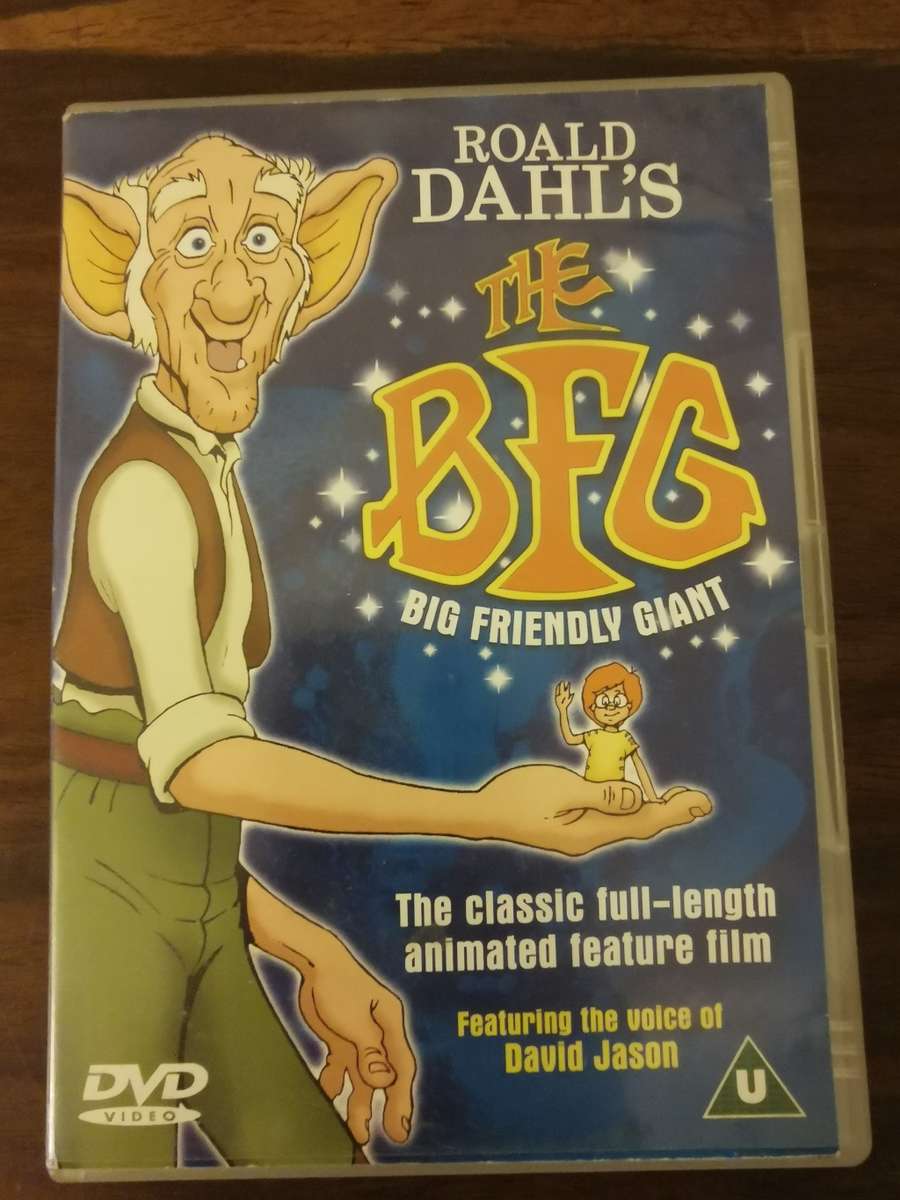 ROALD
DAHL'S
THE
BFG
BIG FRIENDLY GIANT
The classic full-length
animated feature film
Featuring the voice of
David Jason
DVD
VIDEO
U